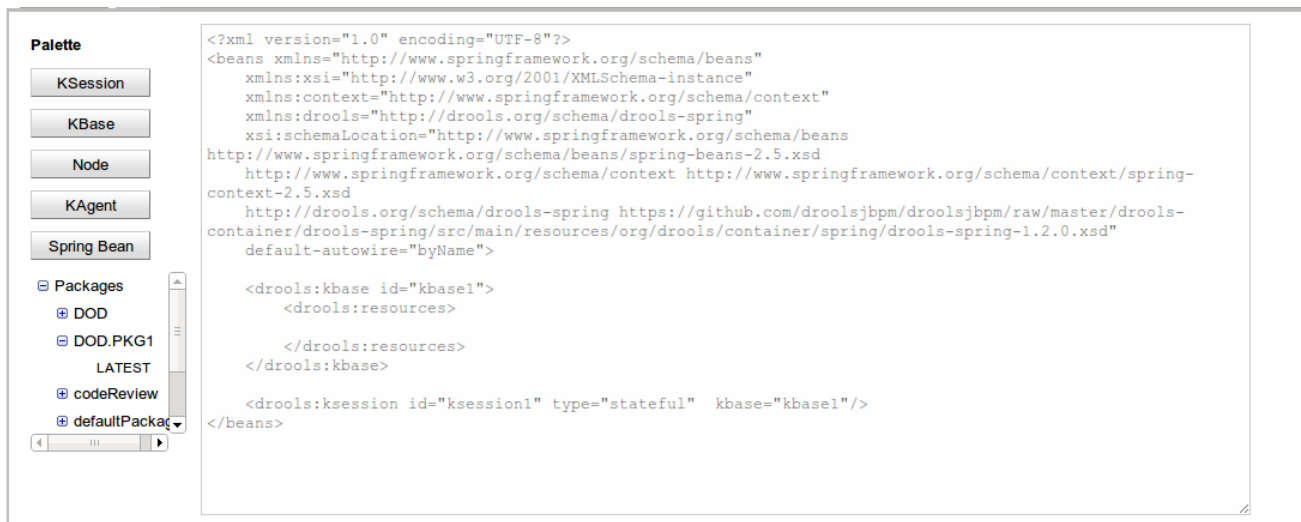 Palette
KSession
KBase
Node
KAgent
Spring Bean
Packages
DOD
DOD.PKG1
LATEST
codeReview
defaultPackag
<?xml version="1.0" encoding="UTF-8"?>
<beans xmlns="http://www.springframework.org/schema/beans"
    xmlns:xsi="http://www.w3.org/2001/XMLSchema-instance"
    xmlns:context="http://www.springframework.org/schema/context"
    xmlns:drools="http://drools.org/schema/drools-spring"
    xsi:schemaLocation="http://www.springframework.org/schema/beans
http://www.springframework.org/schema/beans/spring-beans-2.5.xsd
    http://www.springframework.org/schema/context http://www.springframework.org/schema/context/spring-
context-2.5.xsd
    http://drools.org/schema/drools-spring https://github.com/droolsjbpm/droolsjbpm/raw/master/drools-
container/drools-spring/src/main/resources/org/drools/container/spring/drools-spring-1.2.0.xsd"
    default-autowire="byName">
    <drools:kbase id="kbase1">
        <drools:resources>
        </drools:resources>
    </drools:kbase>
    <drools:ksession id="ksession1" type="stateful"  kbase="kbase1"/>
</beans>